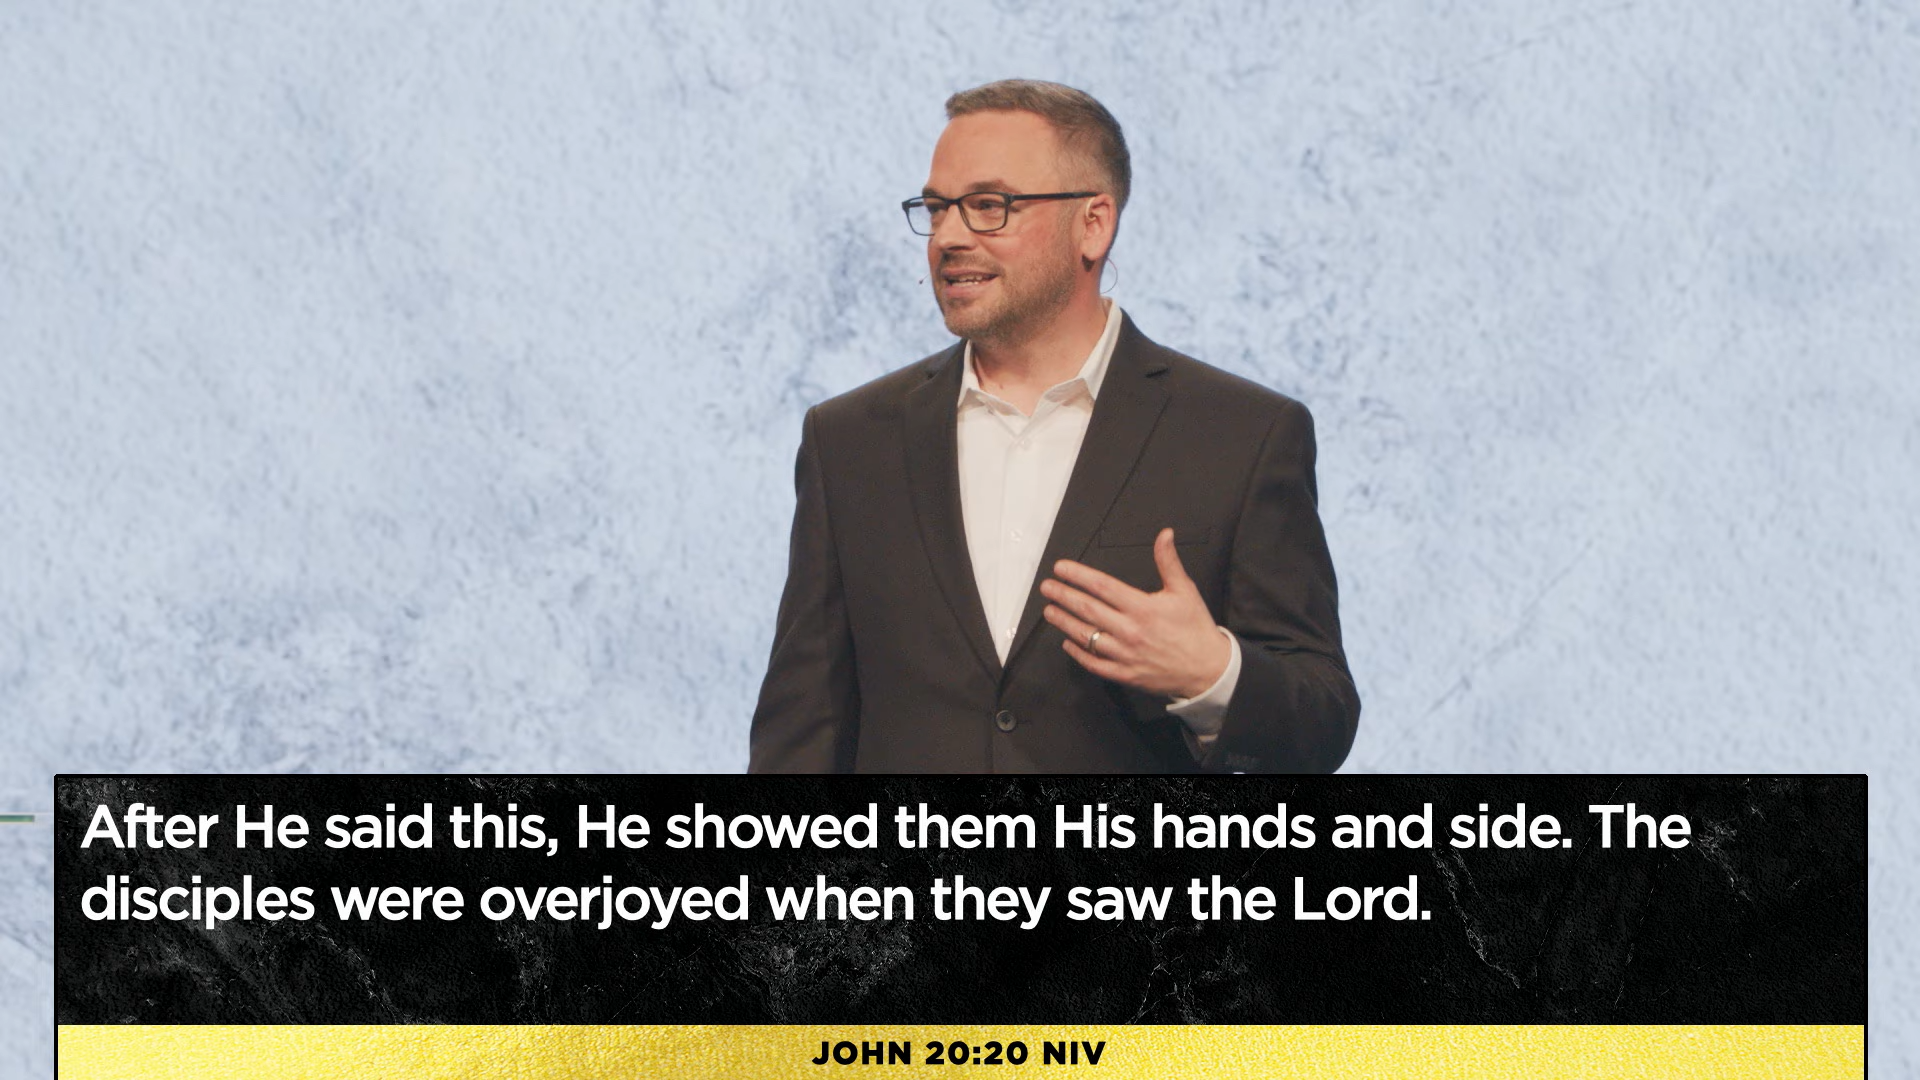 After He said this, He showed them His hands and side. The
disciples were overjoyed when they saw the Lord.
JOHN 20:20 NIV